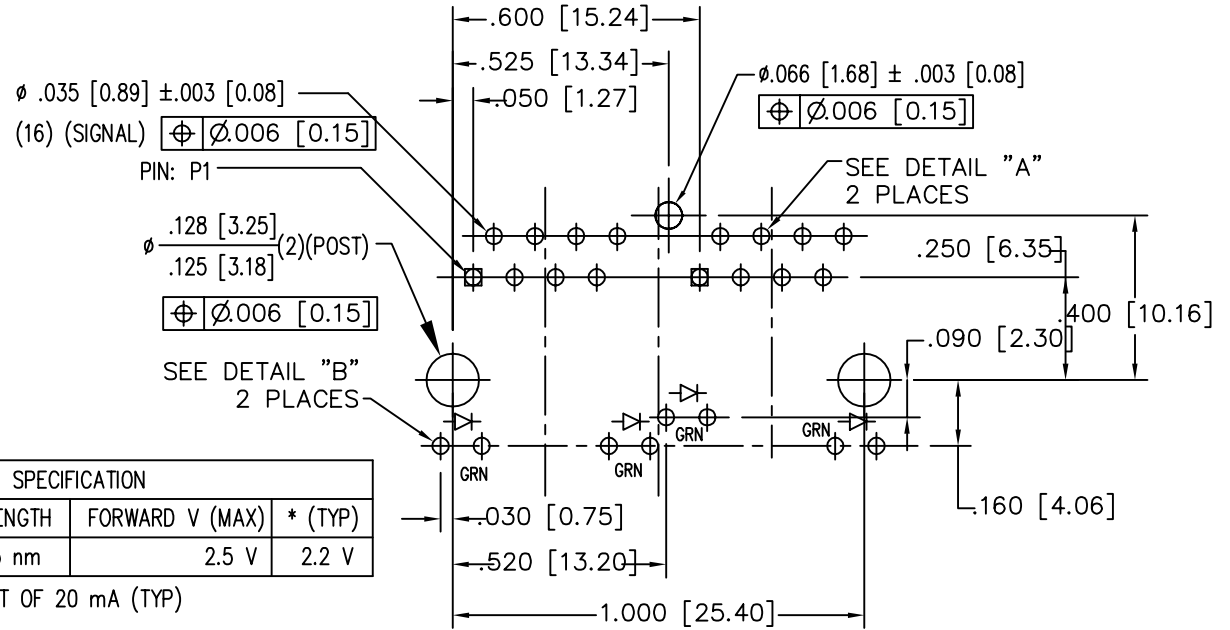 .600 [15.24]
.525 [13.34]
.050 [1.27]
ø .035 [0.89] ±.003 [0.08]
(16) (SIGNAL) ⌖ Ø.006 [0.15]
PIN: P1
ø.066 [1.68] ± .003 [0.08]
⌖ Ø.006 [0.15]
SEE DETAIL "A"
2 PLACES
ø .128 [3.25]
.125 [3.18] (2)(POST)
⌖ Ø.006 [0.15]
.250 [6.35]
.400 [10.16]
.090 [2.30]
SEE DETAIL "B"
2 PLACES
GRN
GRN
GRN
GRN
.160 [4.06]
.030 [0.75]
.520 [13.20]
1.000 [25.40]
SPECIFICATION
FORWARD V (MAX) * (TYP)
nm 2.5 V 2.2 V
OF 20 mA (TYP)